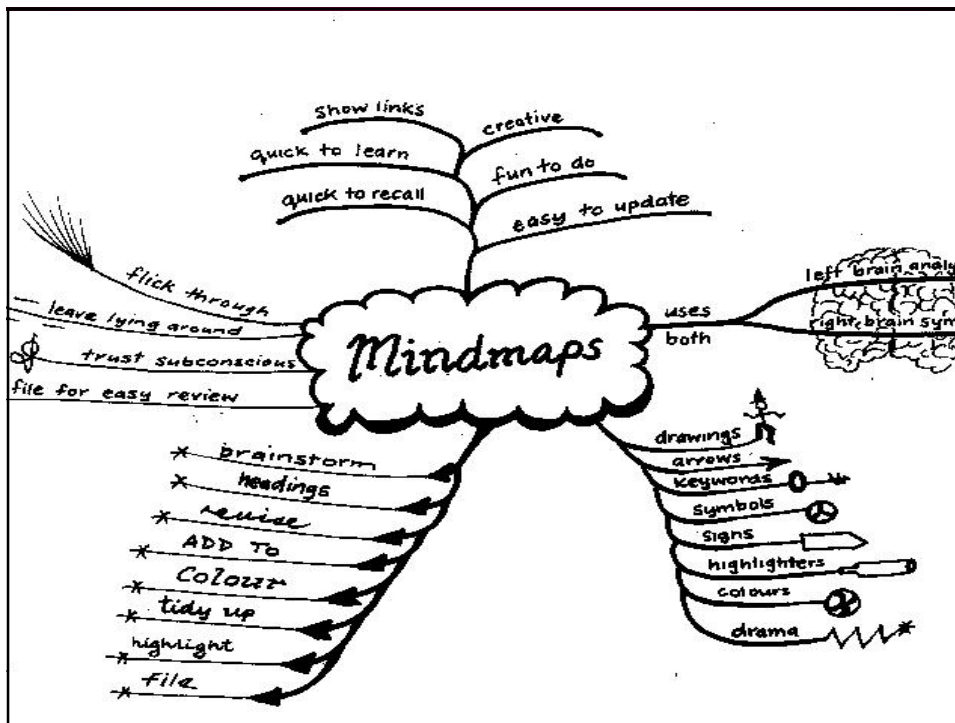 Show links
creative
quick to learn
fun to do
quick to recall
easy to update
flick through
leave lying around
trust subconscious
file for easy review
Mindmaps
uses
both
left brain analy
right brain sym
brainstorm
headings
revise
ADD TO
COLOUR
tidy up
highlight
File
drawings
arrows
keywords
symbols
signs
highlighters
colours
drama